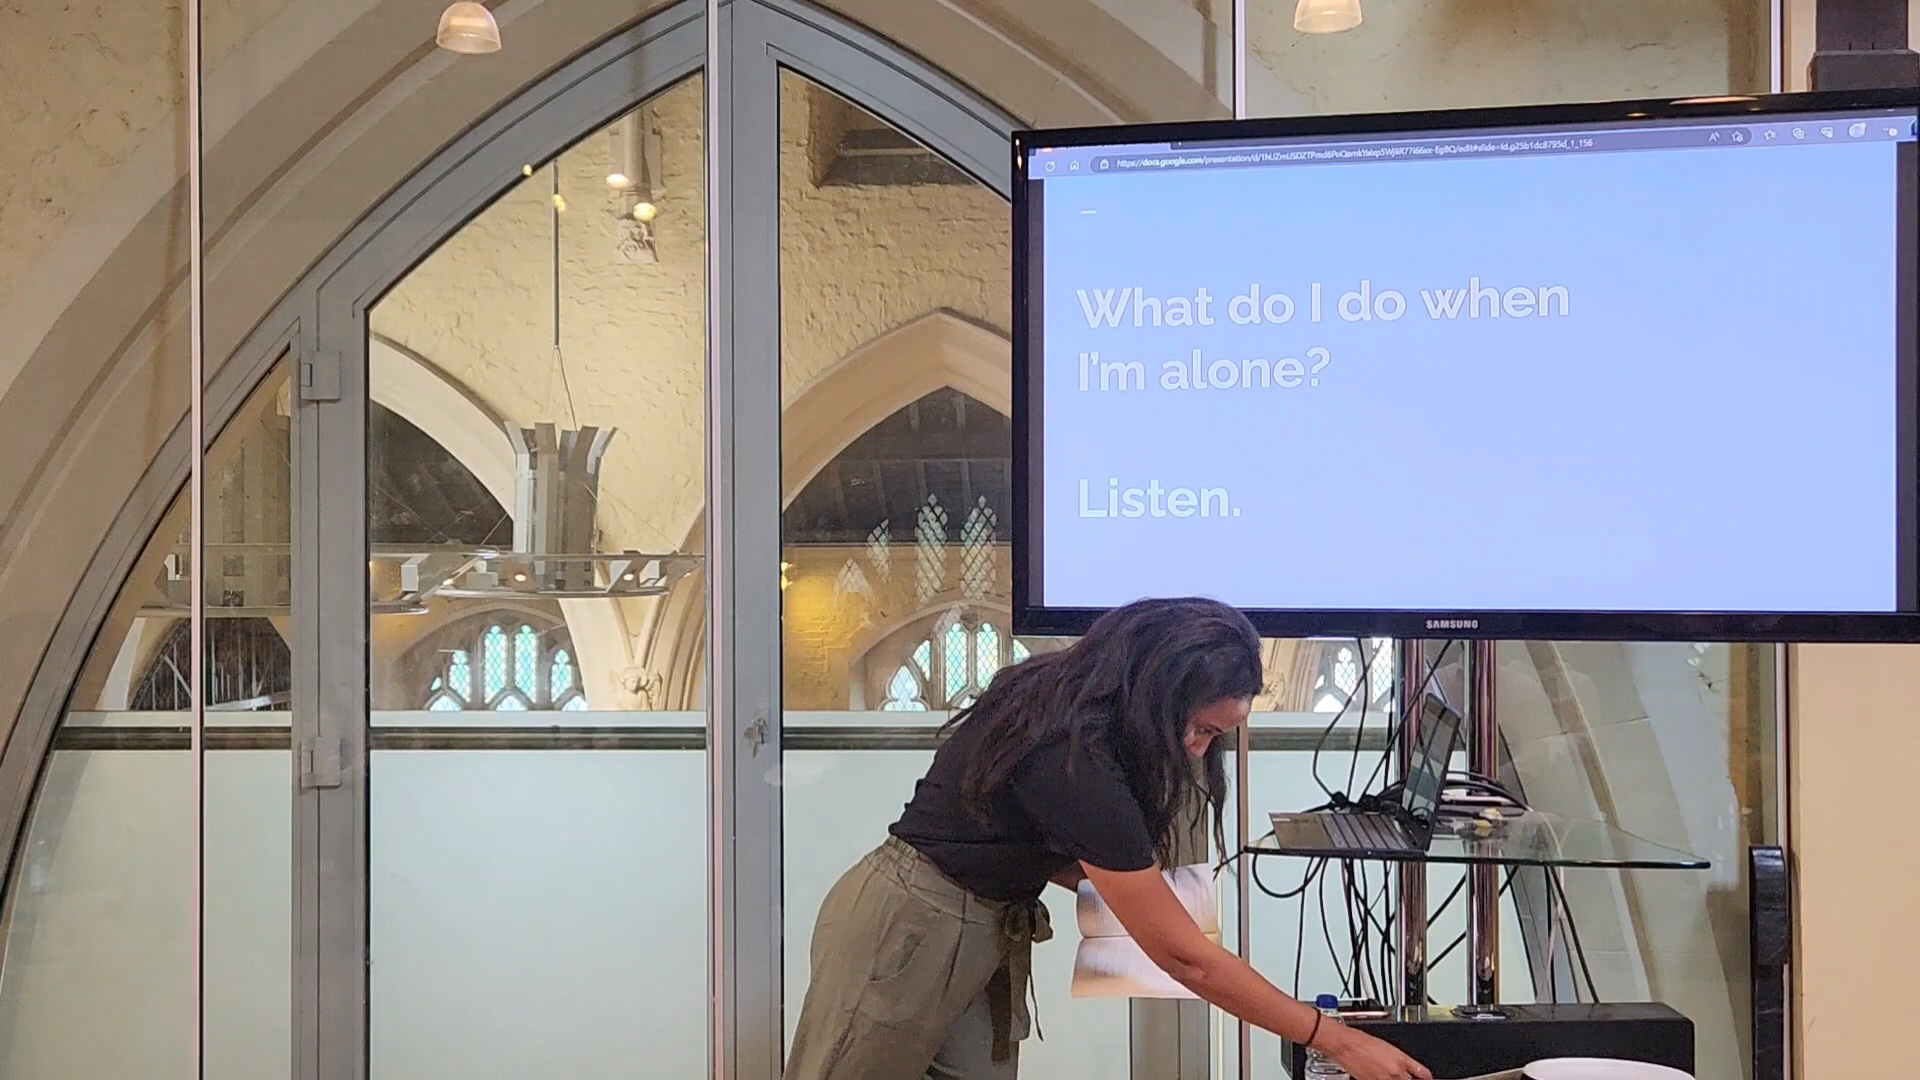 What do I do when
I'm alone?
Listen.
SAMSUNG